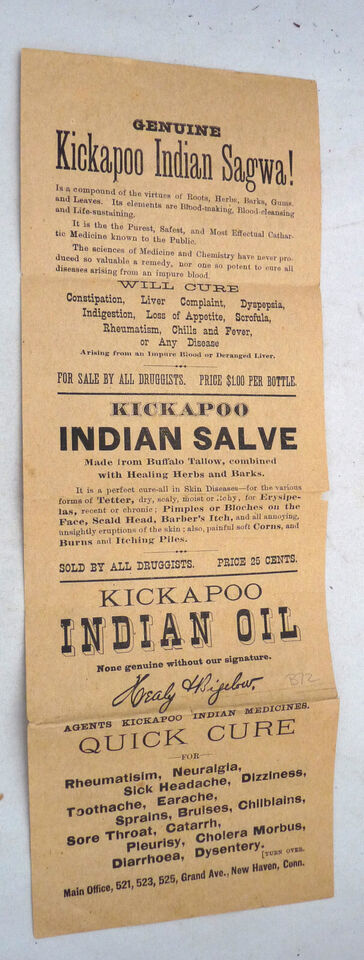 GENUINE
Kickapoo Indian Sagwa!
Is a compound of the virtues of Roots, Herbs, Barks, Gums,
and Leaves. Its elements are Blood-making, Blood-cleansing
and Life-sustaining.
It is the the Purest, Safest, and Most Effectual Cathar-
tic Medicine known to the Public.
The sciences of Medicine and Chemistry have never pro-
duced so valuable a remedy, nor one so potent to cure all
diseases arising from an impure blood.
WILL CURE
Constipation, Liver Complaint, Dyspepsia,
Indigestion, Loss of Appetite, Scrofula,
Rheumatism, Chills and Fever,
or Any Disease
Arising from an Impure Blood or Deranged Liver.
FOR SALE BY ALL DRUGGISTS. PRICE $1.00 PER BOTTLE.
KICKAPOO
INDIAN SALVE
Made from Buffalo Tallow, combined
with Healing Herbs and Barks.
It is a perfect cure-all in Skin Diseases—for the various
forms of Tetter, dry, scaly, moist or itchy, for Erysipe-
las, recent or chronic; Pimples or Bloches on the
Face, Scald Head, Barber's Itch, and all annoying,
unsightly eruptions of the skin; also, painful soft Corns, and
Burns and Itching Piles.
SOLD BY ALL DRUGGISTS. PRICE 25 CENTS.
KICKAPOO
INDIAN OIL
None genuine without our signature.
Healy & Bigelow.
872
AGENTS KICKAPOO INDIAN MEDICINES.
QUICK CURE
—FOR—
Rheumatisim, Neuralgia,
Sick Headache, Dizziness,
Toothache, Earache,
Sprains, Bruises, Chilblains,
Sore Throat, Catarrh,
Pleurisy, Cholera Morbus,
Diarrhoea, Dysentery.
[TURN OVER.
Main Office, 521, 523, 525, Grand Ave., New Haven, Conn.